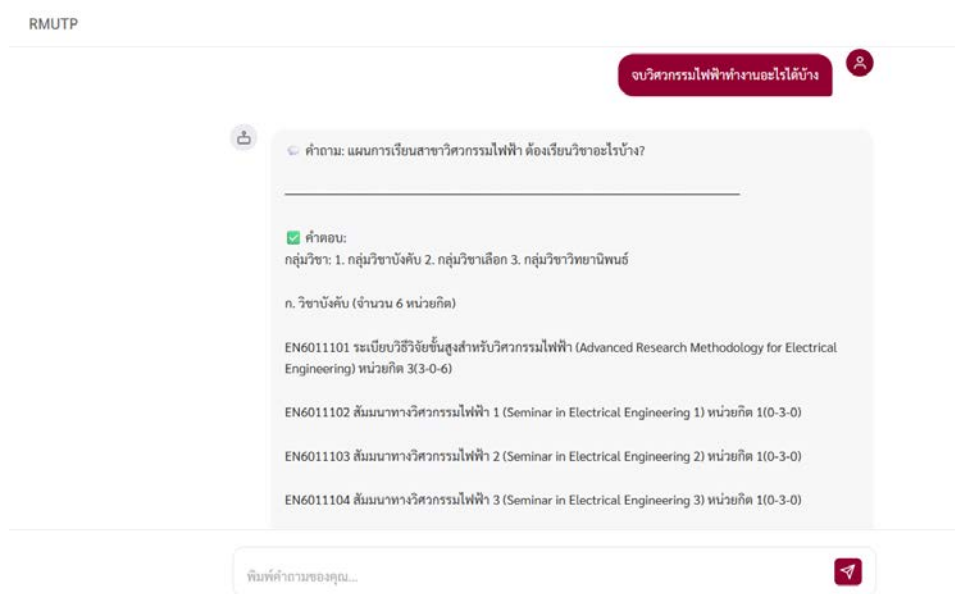 RMUTP
จบวิศวกรรมไฟฟ้าทำงานอะไรได้บ้าง
คำถาม: แผนการเรียนสาขาวิศวกรรมไฟฟ้า ต้องเรียนวิชาอะไรบ้าง?
คำตอบ:
กลุ่มวิชา: 1. กลุ่มวิชาบังคับ 2. กลุ่มวิชาเลือก 3. กลุ่มวิชาวิทยานิพนธ์
ก. วิชาบังคับ (จำนวน 6 หน่วยกิต)
EN6011101 ระเบียบวิธีวิจัยขั้นสูงสำหรับวิศวกรรมไฟฟ้า (Advanced Research Methodology for Electrical
Engineering) หน่วยกิต 3(3-0-6)
EN6011102 สัมมนาทางวิศวกรรมไฟฟ้า 1 (Seminar in Electrical Engineering 1) หน่วยกิต 1(0-3-0)
EN6011103 สัมมนาทางวิศวกรรมไฟฟ้า 2 (Seminar in Electrical Engineering 2) หน่วยกิต 1(0-3-0)
EN6011104 สัมมนาทางวิศวกรรมไฟฟ้า 3 (Seminar in Electrical Engineering 3) หน่วยกิต 1(0-3-0)
พิมพ์คำถามของคุณ...